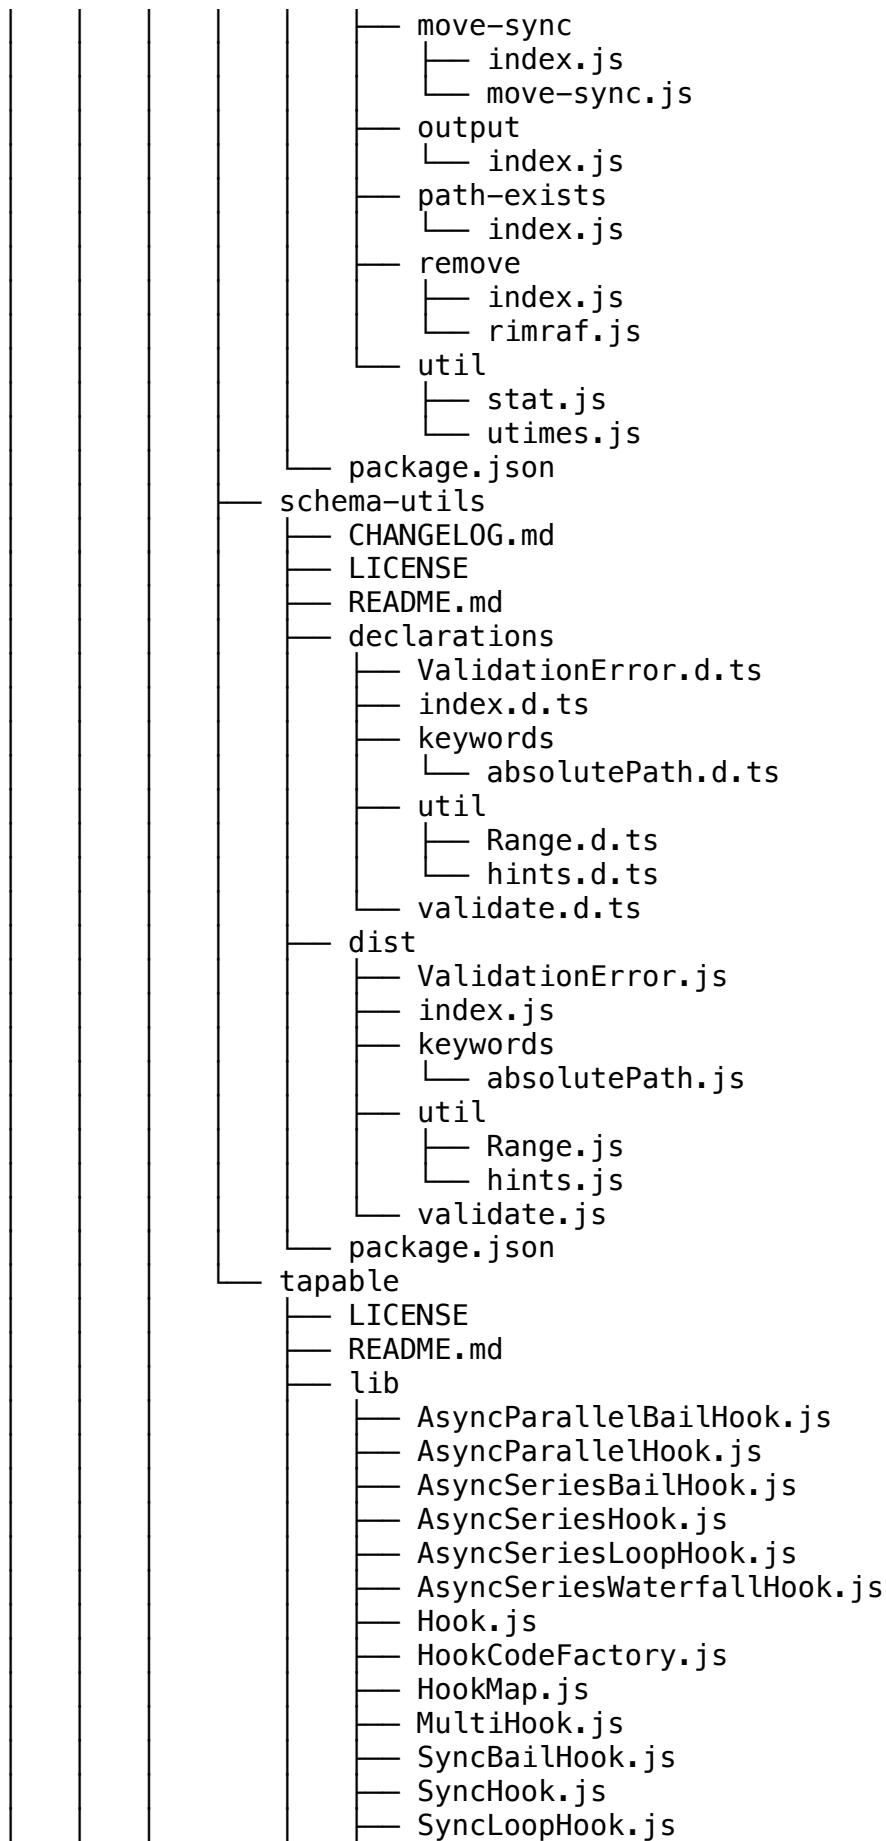 │   │   │   │   │   ├── move-sync
│   │   │   │   │   │   ├── index.js
│   │   │   │   │   │   └── move-sync.js
│   │   │   │   │   ├── output
│   │   │   │   │   │   └── index.js
│   │   │   │   │   ├── path-exists
│   │   │   │   │   │   └── index.js
│   │   │   │   │   ├── remove
│   │   │   │   │   │   ├── index.js
│   │   │   │   │   │   └── rimraf.js
│   │   │   │   │   └── util
│   │   │   │   │       ├── stat.js
│   │   │   │   │       └── utimes.js
│   │   │   │   └── package.json
│   │   │   ├── schema-utils
│   │   │   │   ├── CHANGELOG.md
│   │   │   │   ├── LICENSE
│   │   │   │   ├── README.md
│   │   │   │   ├── declarations
│   │   │   │   │   ├── ValidationError.d.ts
│   │   │   │   │   ├── index.d.ts
│   │   │   │   │   ├── keywords
│   │   │   │   │   │   └── absolutePath.d.ts
│   │   │   │   │   ├── util
│   │   │   │   │   │   ├── Range.d.ts
│   │   │   │   │   │   └── hints.d.ts
│   │   │   │   │   └── validate.d.ts
│   │   │   │   ├── dist
│   │   │   │   │   ├── ValidationError.js
│   │   │   │   │   ├── index.js
│   │   │   │   │   ├── keywords
│   │   │   │   │   │   └── absolutePath.js
│   │   │   │   │   ├── util
│   │   │   │   │   │   ├── Range.js
│   │   │   │   │   │   └── hints.js
│   │   │   │   │   └── validate.js
│   │   │   │   └── package.json
│   │   │   └── tapable
│   │   │       ├── LICENSE
│   │   │       ├── README.md
│   │   │       ├── lib
│   │   │       │   ├── AsyncParallelBailHook.js
│   │   │       │   ├── AsyncParallelHook.js
│   │   │       │   ├── AsyncSeriesBailHook.js
│   │   │       │   ├── AsyncSeriesHook.js
│   │   │       │   ├── AsyncSeriesLoopHook.js
│   │   │       │   ├── AsyncSeriesWaterfallHook.js
│   │   │       │   ├── Hook.js
│   │   │       │   ├── HookCodeFactory.js
│   │   │       │   ├── HookMap.js
│   │   │       │   ├── MultiHook.js
│   │   │       │   ├── SyncBailHook.js
│   │   │       │   ├── SyncHook.js
│   │   │       │   ├── SyncLoopHook.js